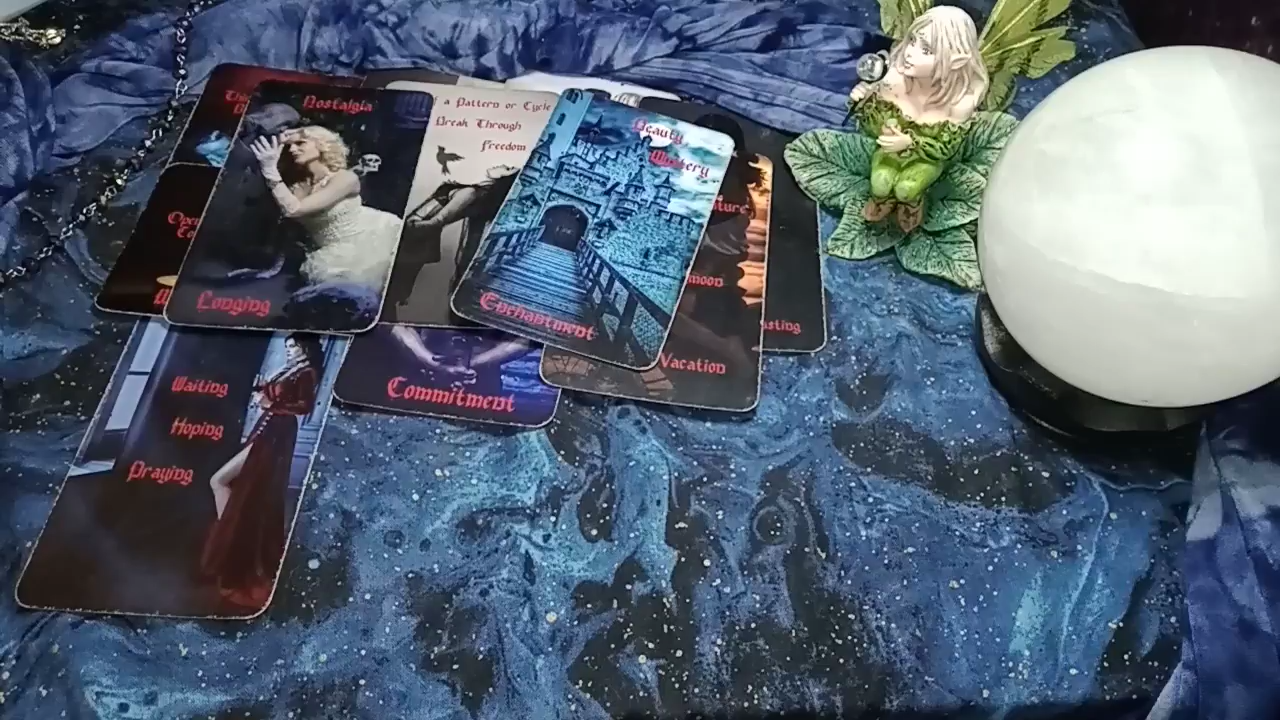 Nostalgia
Longing
a Pattern or Cycle
Break Through
Freedom
Beauty
Mystery
Enchantment
Vacation
Commitment
Waiting
Hoping
Praying